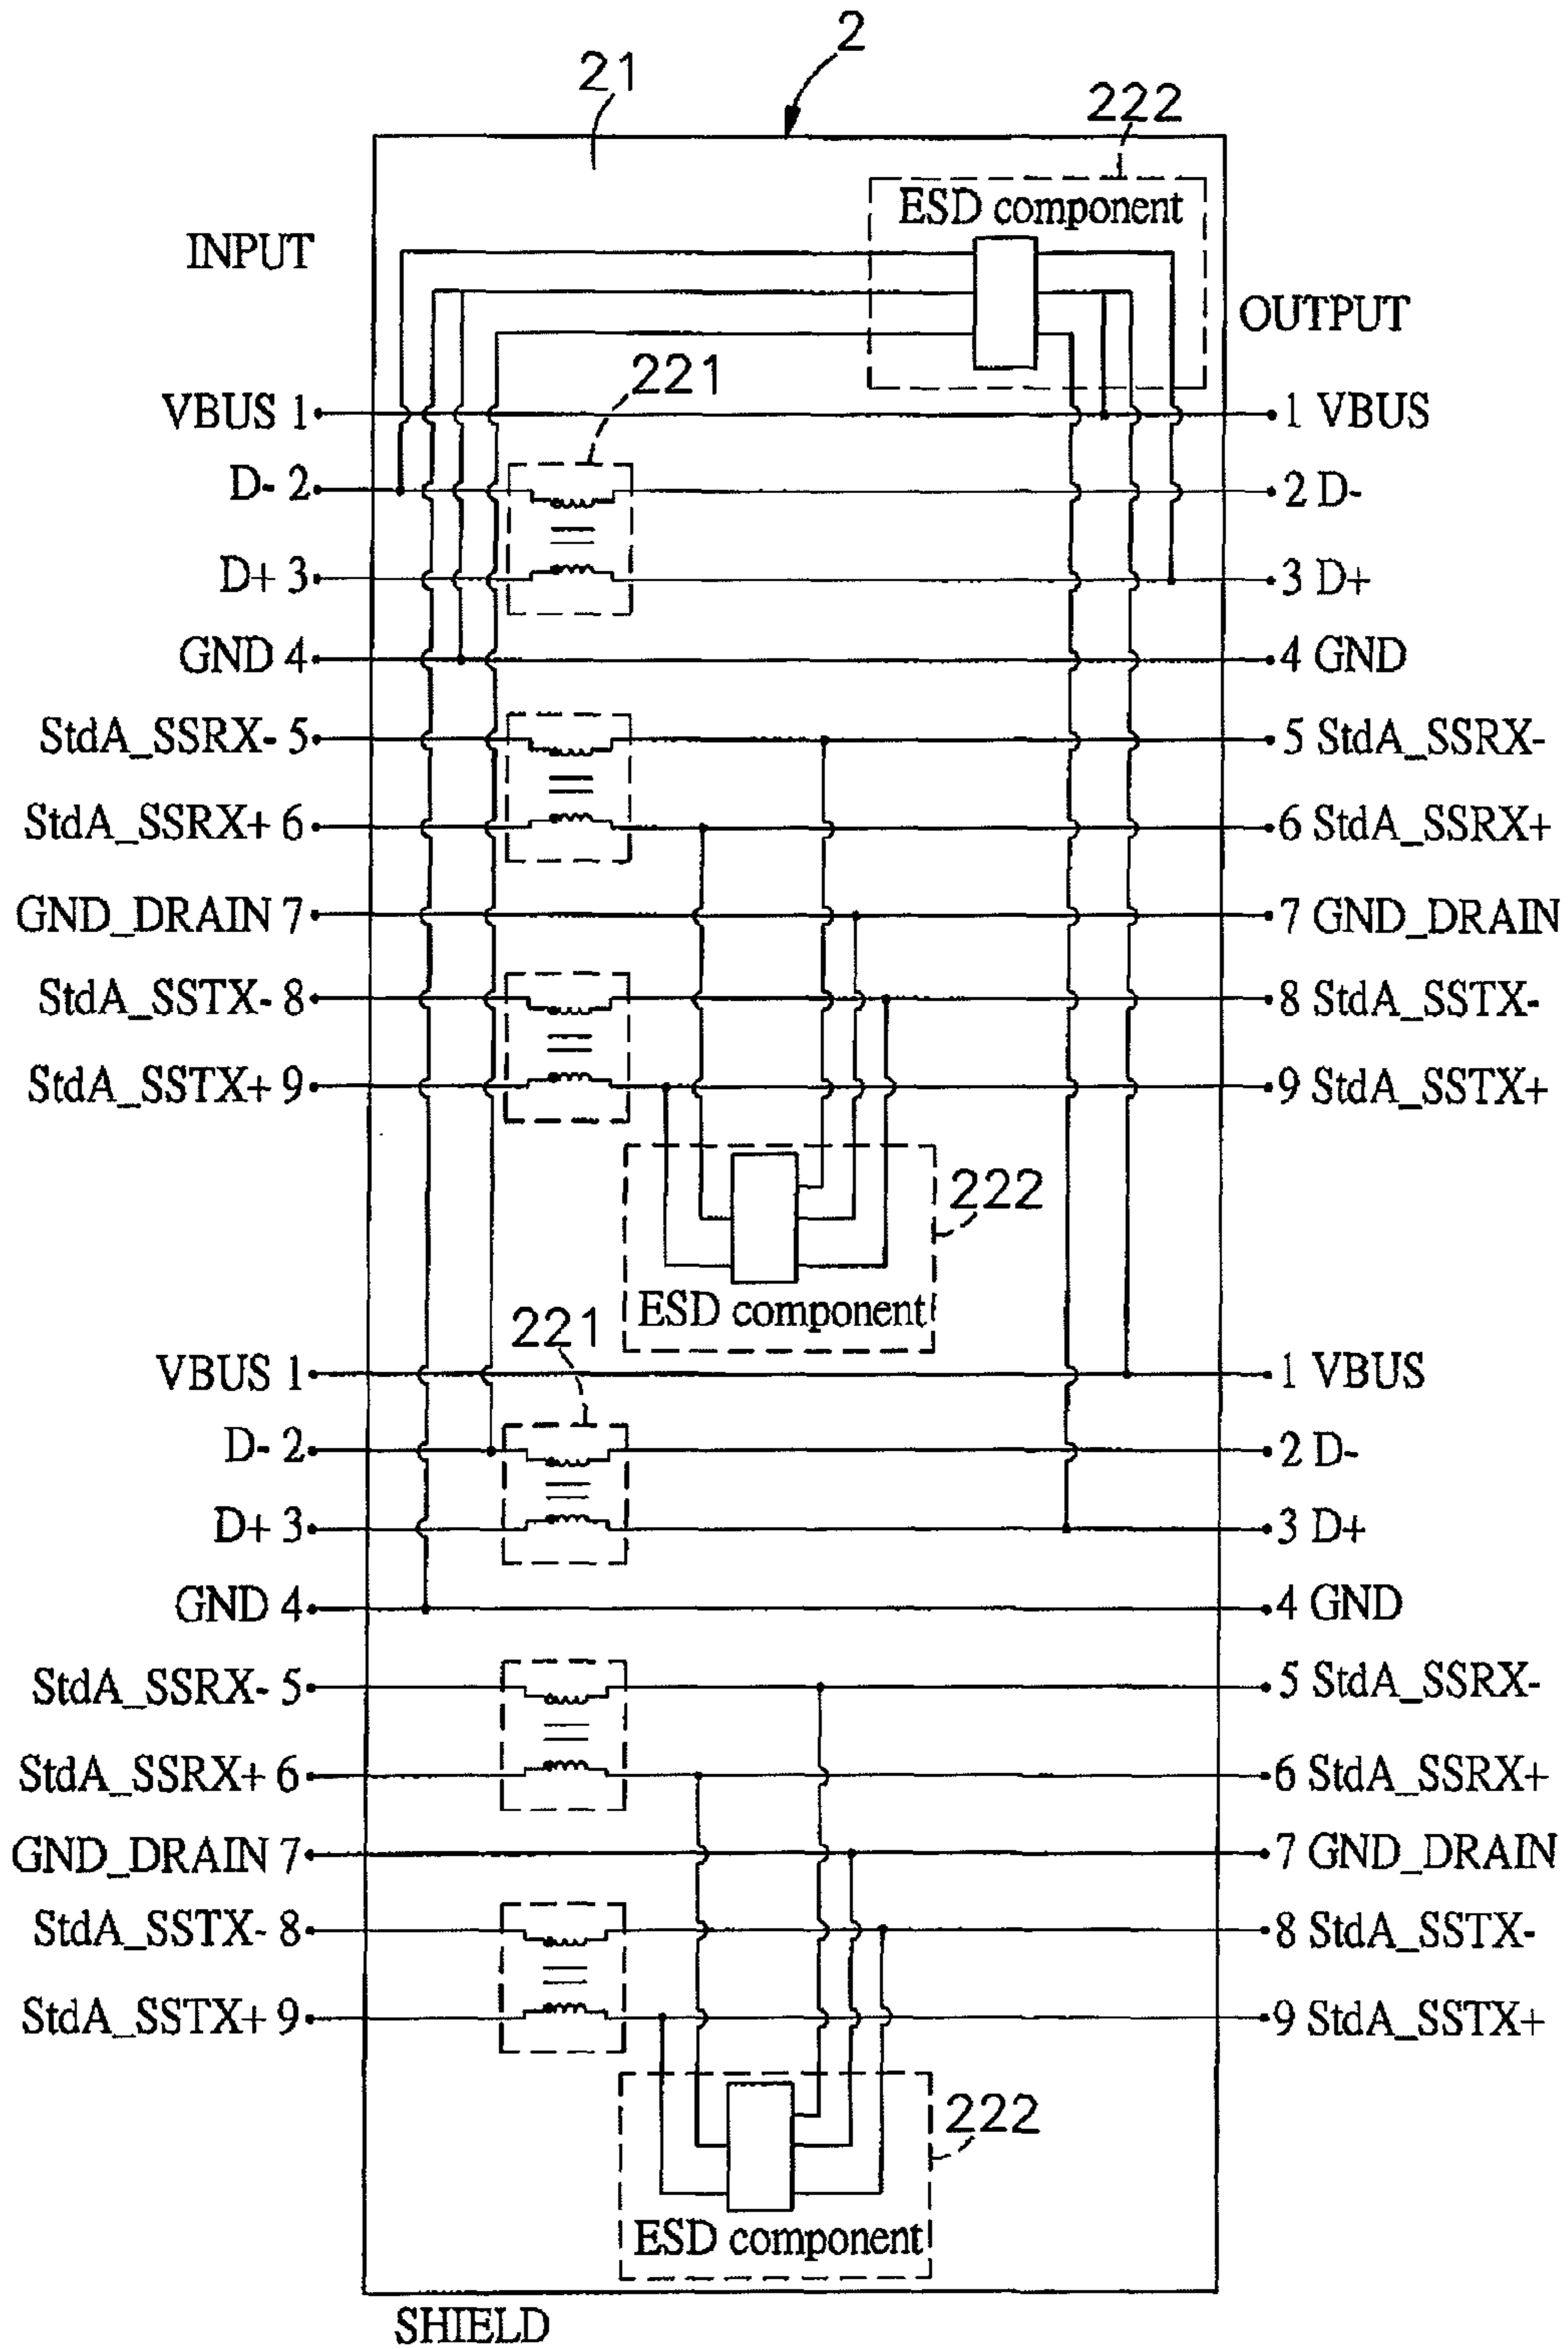 2
21
222
ESD component
INPUT
OUTPUT
221
VBUS 1
1 VBUS
D- 2
2 D-
D+ 3
3 D+
GND 4
4 GND
StdA_SSRX- 5
5 StdA_SSRX-
StdA_SSRX+ 6
6 StdA_SSRX+
GND_DRAIN 7
7 GND_DRAIN
StdA_SSTX- 8
8 StdA_SSTX-
StdA_SSTX+ 9
9 StdA_SSTX+
222
ESD component
221
VBUS 1
1 VBUS
D- 2
2 D-
D+ 3
3 D+
GND 4
4 GND
StdA_SSRX- 5
5 StdA_SSRX-
StdA_SSRX+ 6
6 StdA_SSRX+
GND_DRAIN 7
7 GND_DRAIN
StdA_SSTX- 8
8 StdA_SSTX-
StdA_SSTX+ 9
9 StdA_SSTX+
222
ESD component
SHIELD